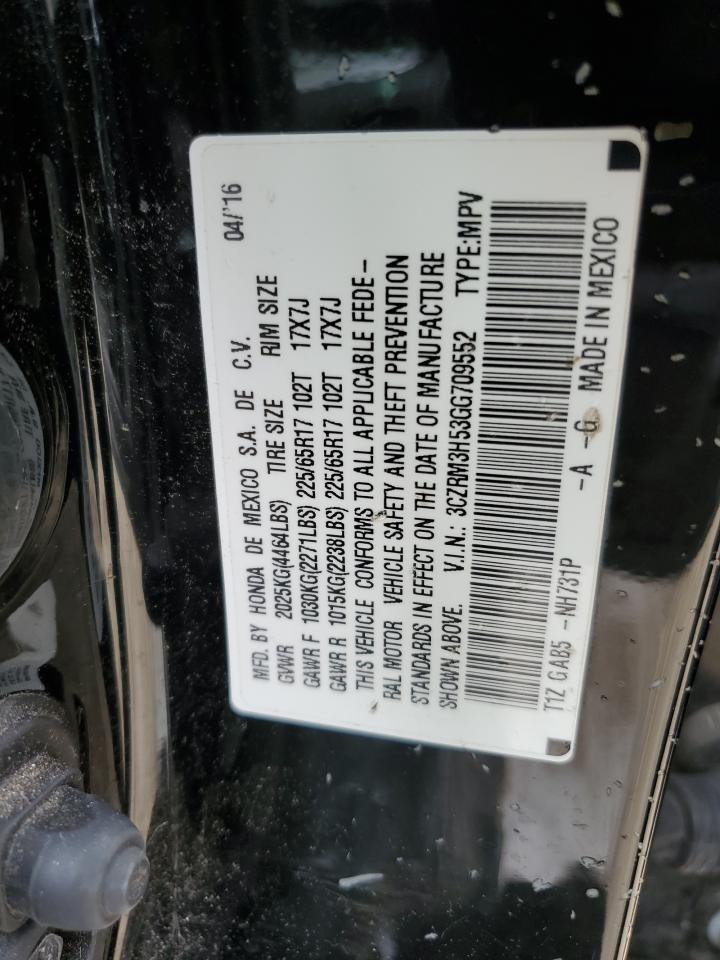 04/'16
MFD. BY HONDA DE MEXICO S.A. DE C.V.
GVWR 2025KG(4464LBS) TIRE SIZE RIM SIZE
GAWR F 1030KG(2271LBS) 225/65R17 102T 17X7J
GAWR R 1015KG(2238LBS) 225/65R17 102T 17X7J
THIS VEHICLE CONFORMS TO ALL APPLICABLE FEDE-
RAL MOTOR VEHICLE SAFETY AND THEFT PREVENTION
STANDARDS IN EFFECT ON THE DATE OF MANUFACTURE
SHOWN ABOVE. V.I.N.: 3CZRM3H53GG709552 TYPE:MPV
T1Z GAB5 -NH731P -A -G MADE IN MEXICO